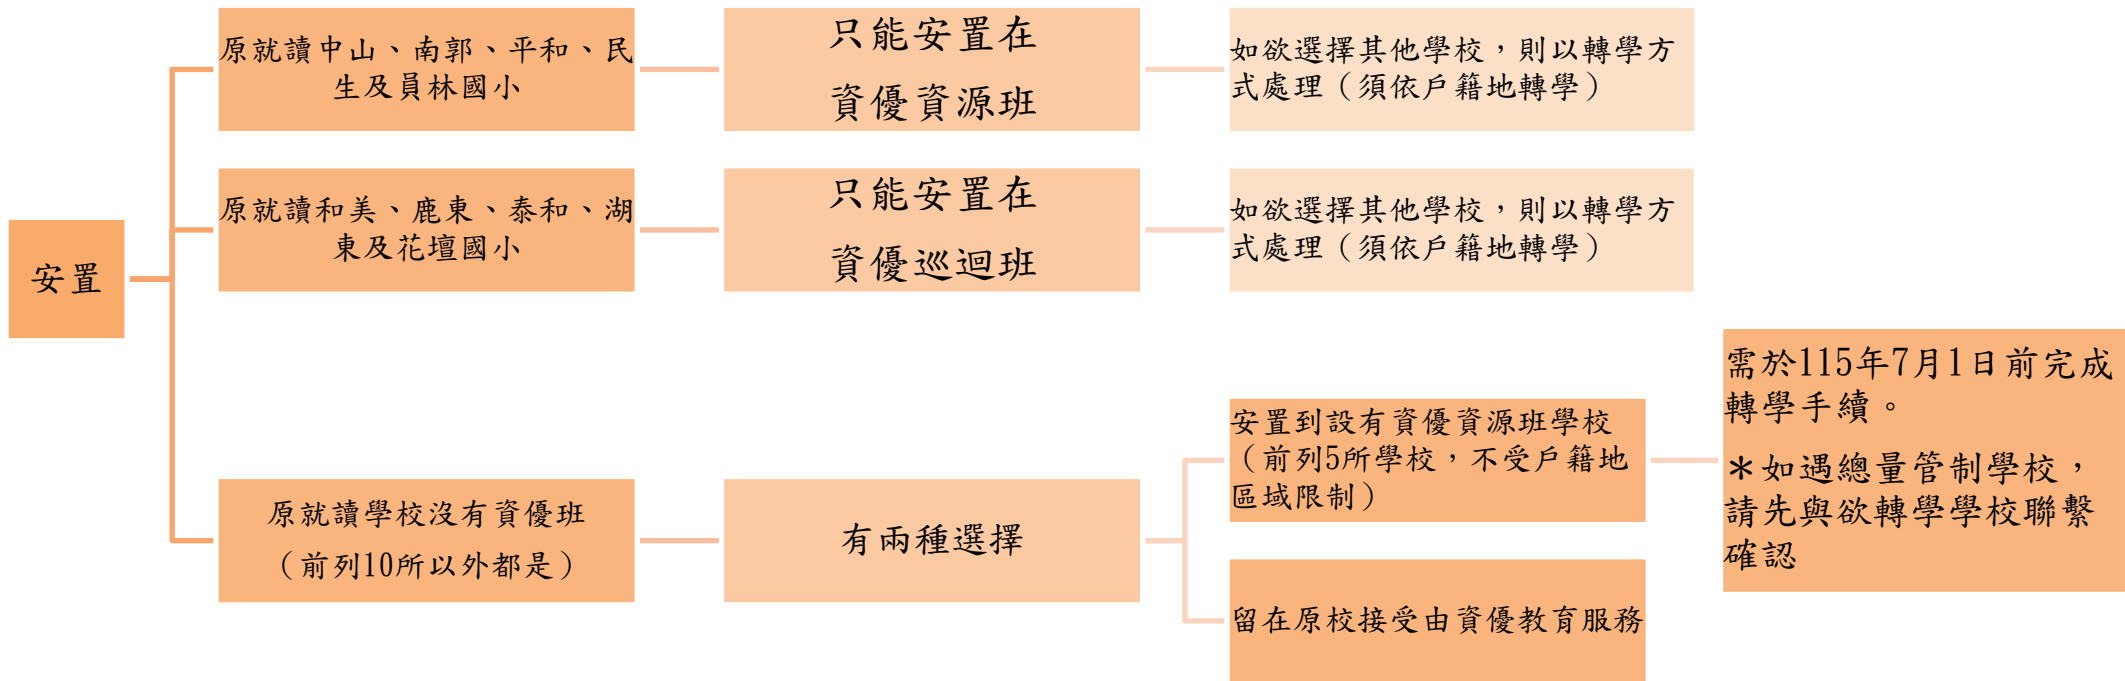 安置
原就讀中山、南郭、平和、民
生及員林國小
只能安置在
資優資源班
如欲選擇其他學校，則以轉學方
式處理（須依戶籍地轉學）
原就讀和美、鹿東、泰和、湖
東及花壇國小
只能安置在
資優巡迴班
如欲選擇其他學校，則以轉學方
式處理（須依戶籍地轉學）
原就讀學校沒有資優班
（前列10所以外都是）
有兩種選擇
安置到設有資優資源班學校
（前列5所學校，不受戶籍地
區域限制）
需於115年7月1日前完成
轉學手續。
＊如遇總量管制學校，
請先與欲轉學學校聯繫
確認
留在原校接受由資優教育服務